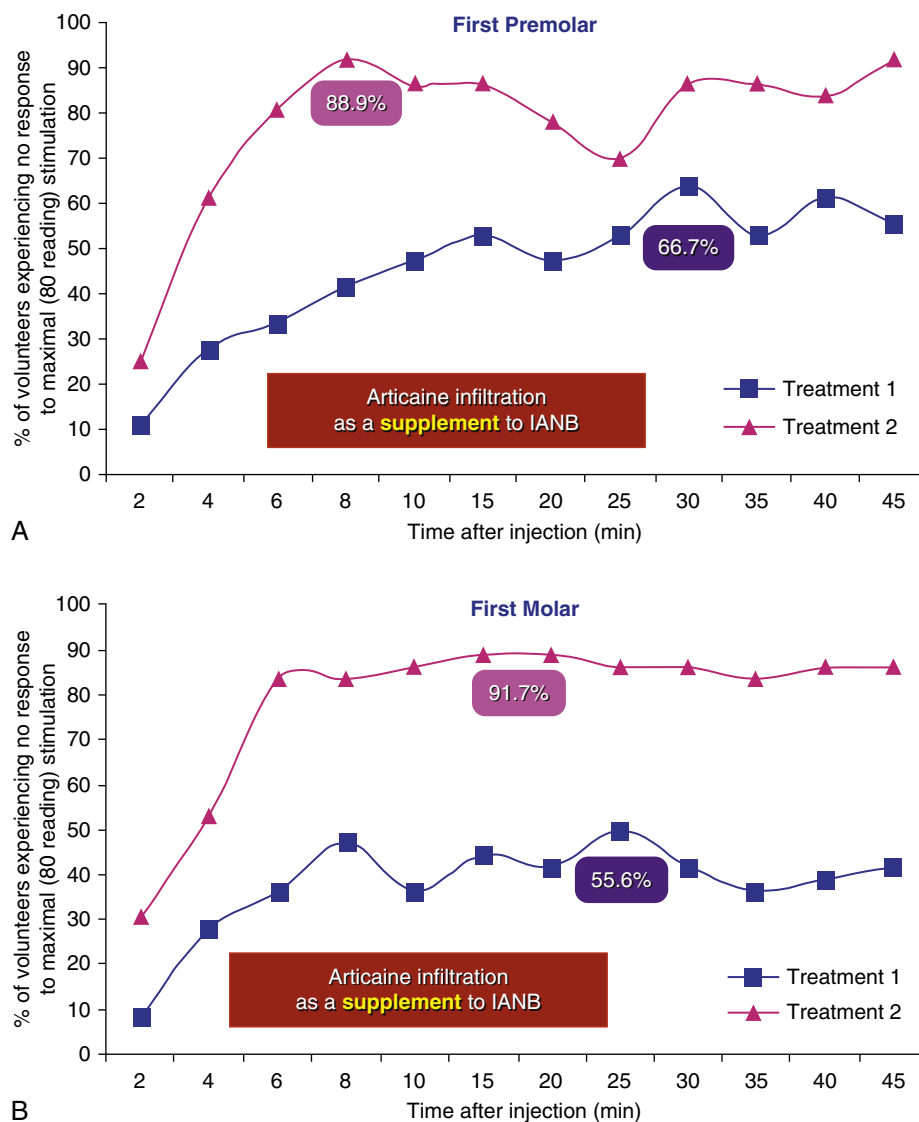 First Premolar
% of volunteers experiencing no response
to maximal (80 reading) stimulation
100
90
80
70
60
50
40
30
20
10
0
88.9%
66.7%
Articaine infiltration
as a supplement to IANB
Treatment 1
Treatment 2
2 4 6 8 10 15 20 25 30 35 40 45
Time after injection (min)
A
First Molar
% of volunteers experiencing no response
to maximal (80 reading) stimulation
100
90
80
70
60
50
40
30
20
10
0
91.7%
55.6%
Articaine infiltration
as a supplement to IANB
Treatment 1
Treatment 2
2 4 6 8 10 15 20 25 30 35 40 45
Time after injection (min)
B